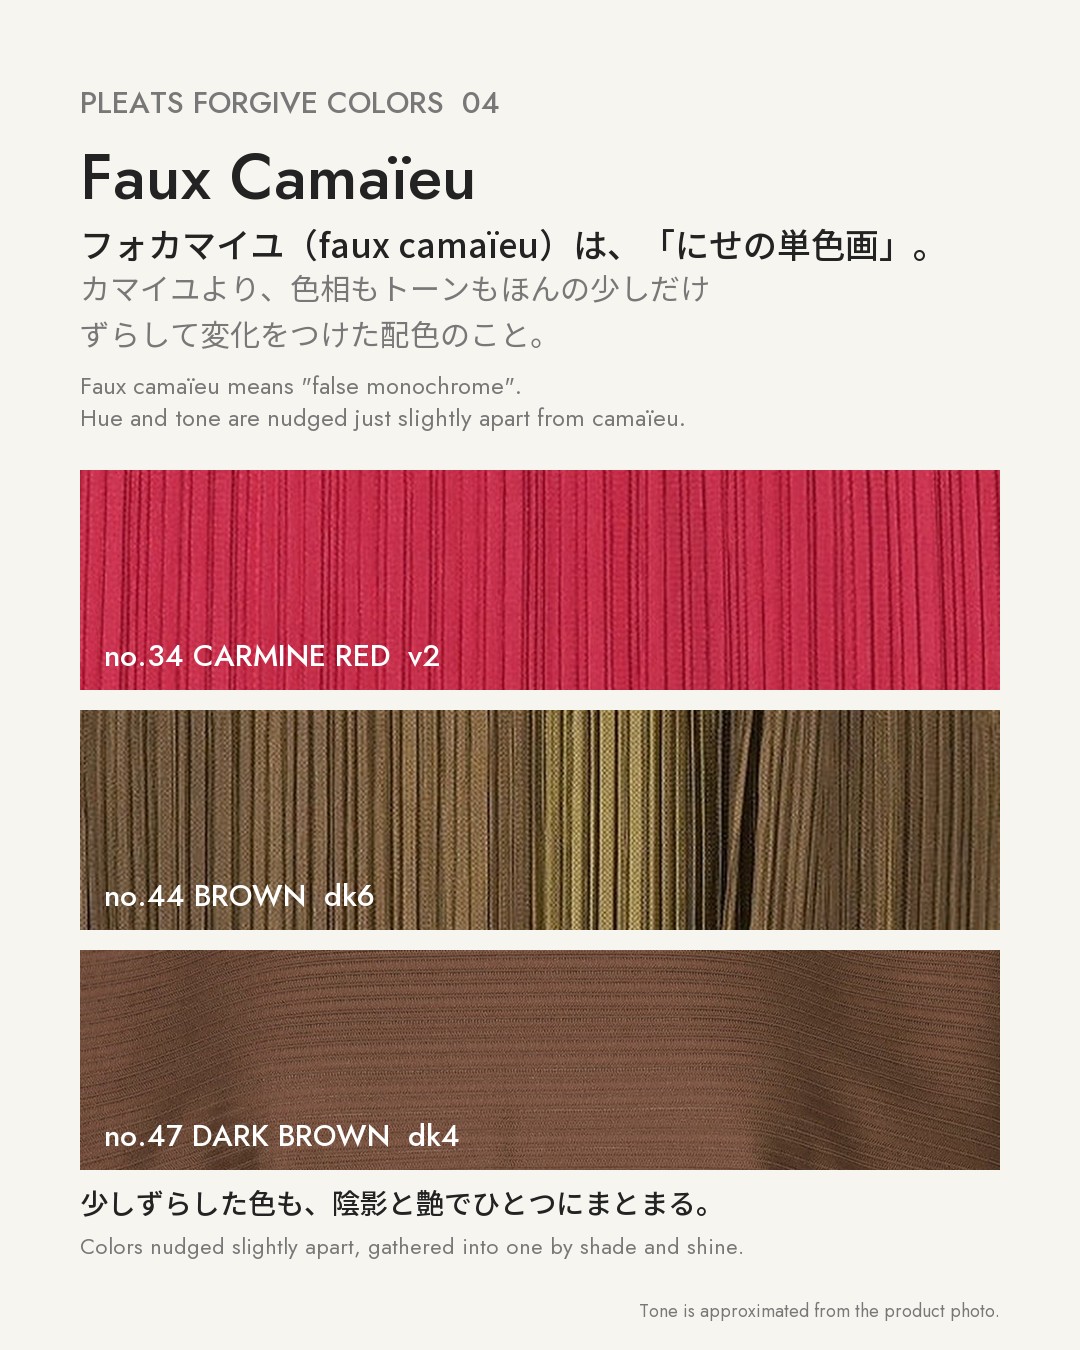 PLEATS FORGIVE COLORS 04
Faux Camaïeu
フォカマイユ（faux camaïeu）は、「にせの単色画」。
カマイユより、色相もトーンもほんの少しだけ
ずらして変化をつけた配色のこと。
Faux camaïeu means "false monochrome".
Hue and tone are nudged just slightly apart from camaïeu.
no.34 CARMINE RED v2
no.44 BROWN dk6
no.47 DARK BROWN dk4
少しずらした色も、陰影と艶でひとつにまとまる。
Colors nudged slightly apart, gathered into one by shade and shine.
Tone is approximated from the product photo.